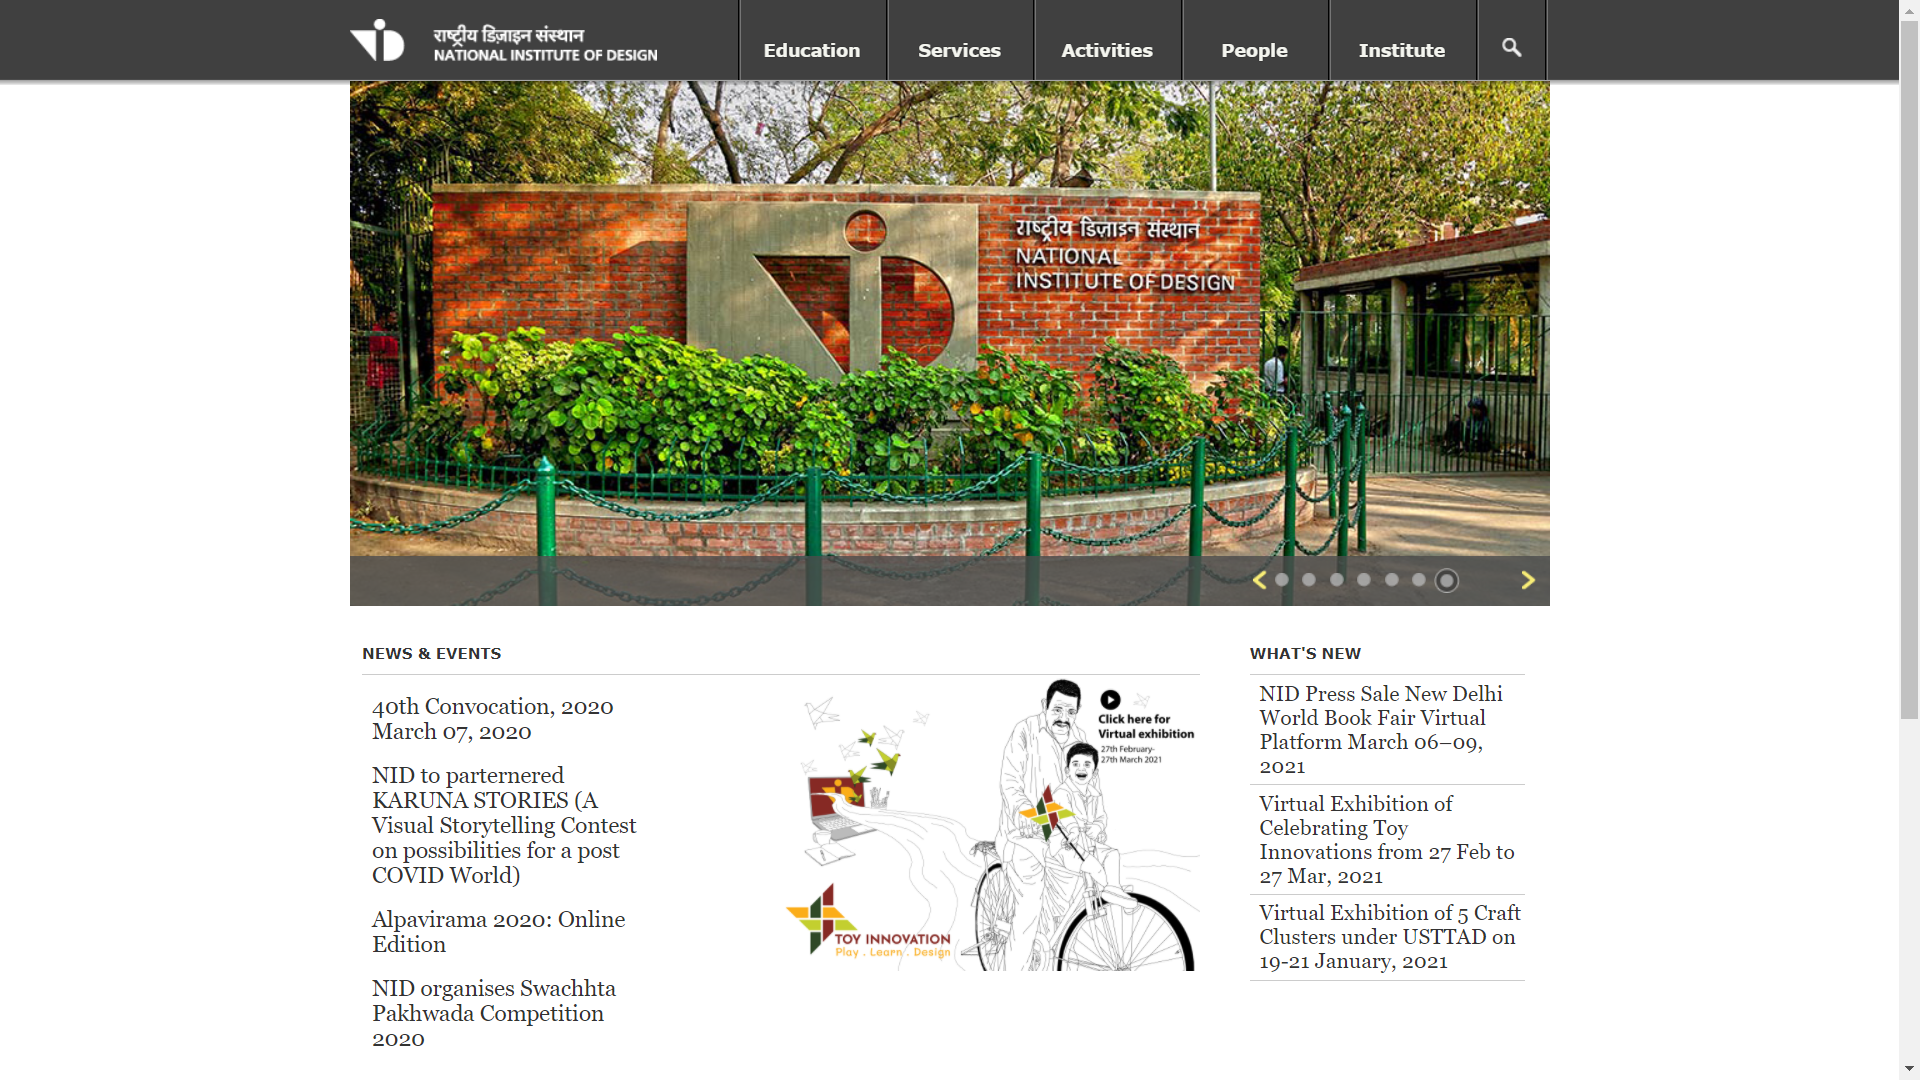 राष्ट्रीय डिज़ाइन संस्थान
NATIONAL INSTITUTE OF DESIGN
Education
Services
Activities
People
Institute
राष्ट्रीय डिज़ाइन संस्थान
NATIONAL
INSTITUTE OF DESIGN
NEWS & EVENTS
40th Convocation, 2020
March 07, 2020
NID to parternered
KARUNA STORIES (A
Visual Storytelling Contest
on possibilities for a post
COVID World)
Alpavirama 2020: Online
Edition
NID organises Swachhta
Pakhwada Competition
2020
Click here for
Virtual exhibition
27th February-
27th March 2021
TOY INNOVATION
Play . Learn . Design
WHAT'S NEW
NID Press Sale New Delhi
World Book Fair Virtual
Platform March 06–09,
2021
Virtual Exhibition of
Celebrating Toy
Innovations from 27 Feb to
27 Mar, 2021
Virtual Exhibition of 5 Craft
Clusters under USTTAD on
19-21 January, 2021